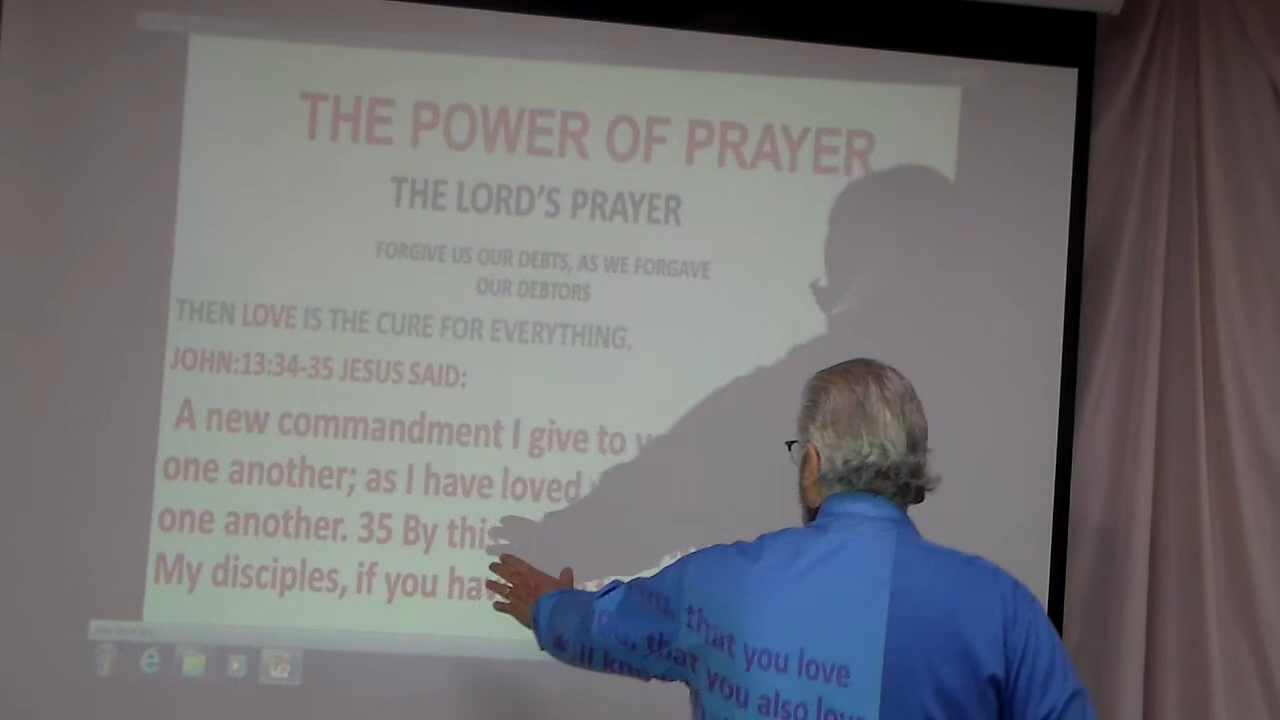 THE POWER OF PRAYER
THE LORD'S PRAYER
FORGIVE US OUR DEBTS, AS WE FORGAVE
OUR DEBTORS
THEN LOVE IS THE CURE FOR EVERYTHING.
JOHN:13:34-35 JESUS SAID:
A new commandment I give to that you love
one another; as I have loved that you also
one another. 35 By this will
My disciples, if you